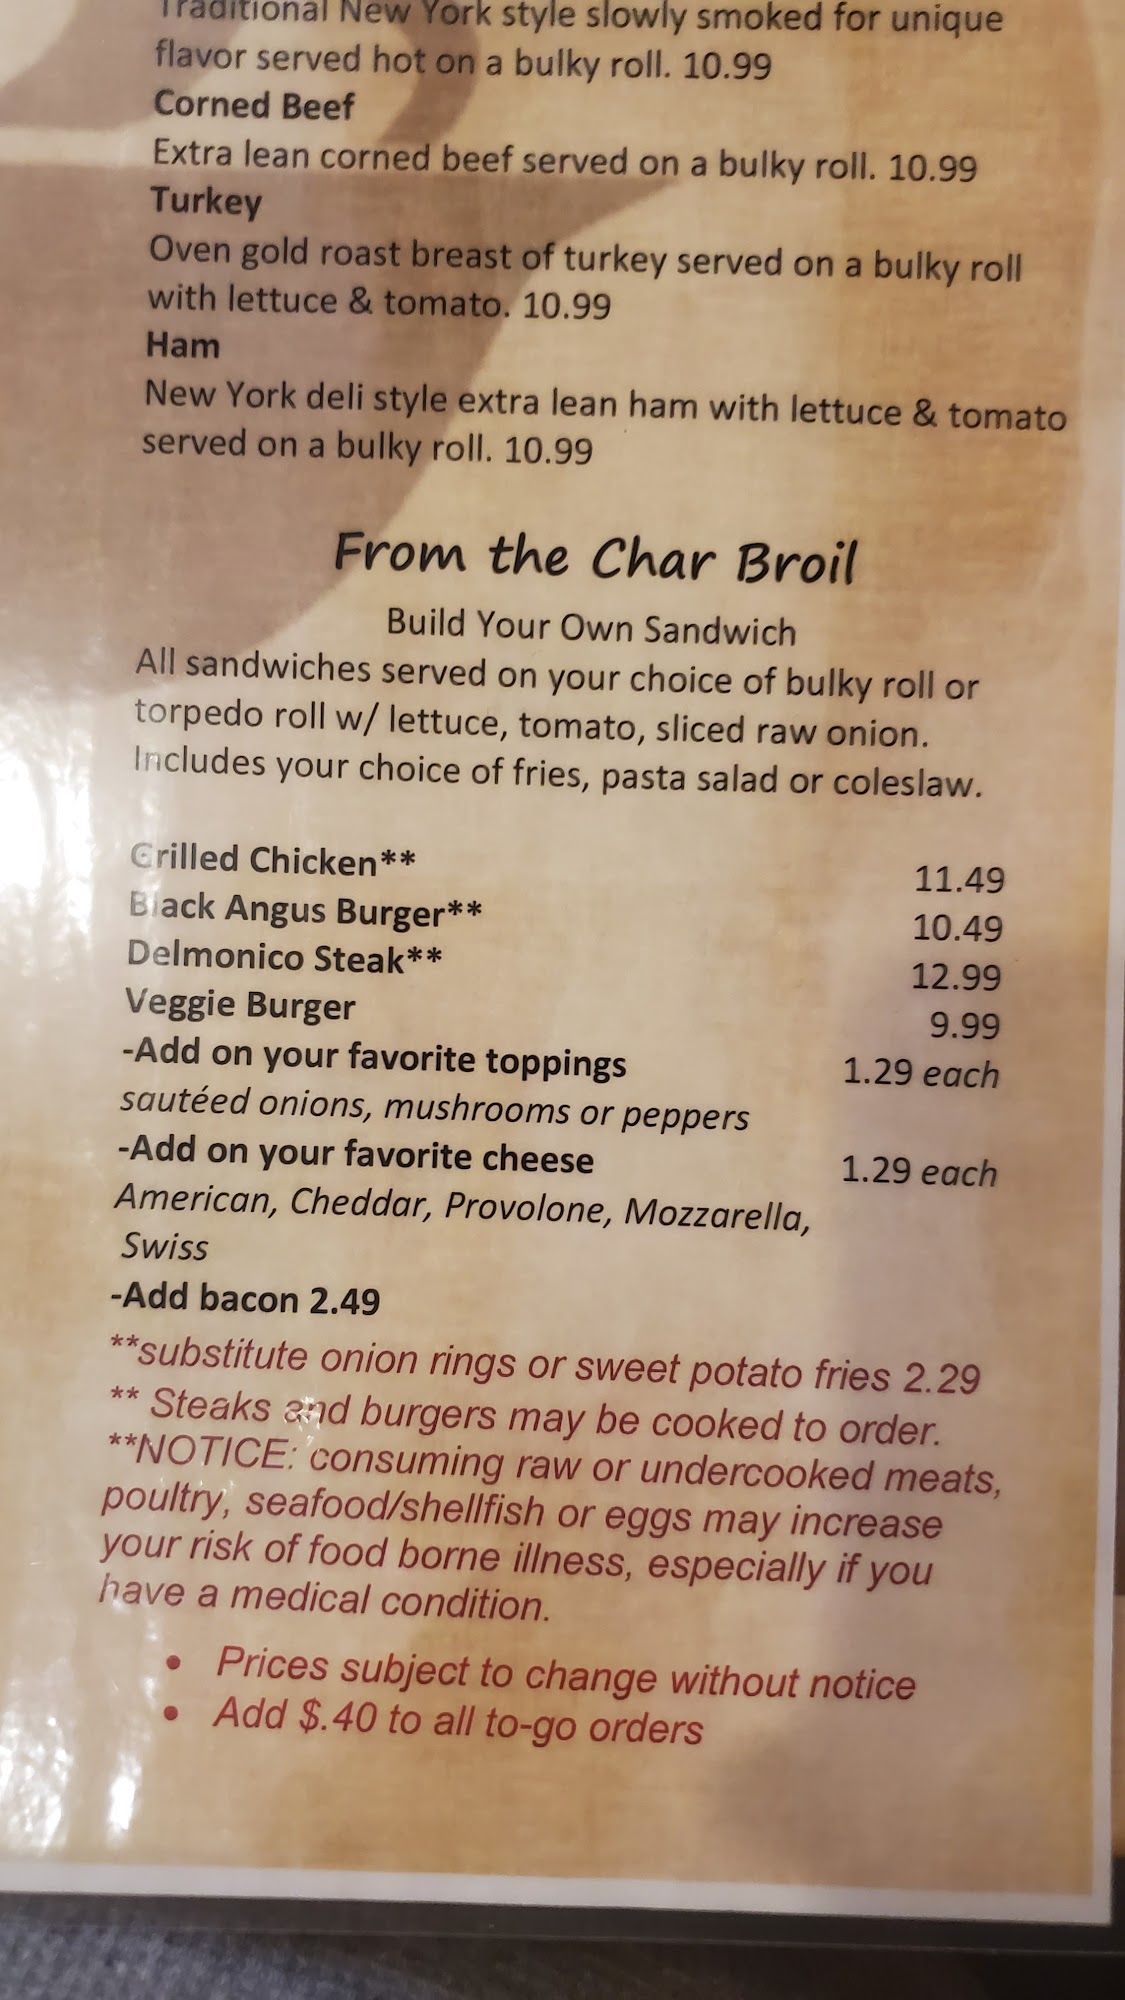 Traditional New York style slowly smoked for unique
flavor served hot on a bulky roll. 10.99
Corned Beef
Extra lean corned beef served on a bulky roll. 10.99
Turkey
Oven gold roast breast of turkey served on a bulky roll
with lettuce & tomato. 10.99
Ham
New York deli style extra lean ham with lettuce & tomato
served on a bulky roll. 10.99
From the Char Broil
Build Your Own Sandwich
All sandwiches served on your choice of bulky roll or
torpedo roll w/ lettuce, tomato, sliced raw onion.
Includes your choice of fries, pasta salad or coleslaw.
Grilled Chicken** 11.49
Black Angus Burger** 10.49
Delmonico Steak** 12.99
Veggie Burger 9.99
-Add on your favorite toppings 1.29 each
sautéed onions, mushrooms or peppers
-Add on your favorite cheese 1.29 each
American, Cheddar, Provolone, Mozzarella,
Swiss
-Add bacon 2.49
**substitute onion rings or sweet potato fries 2.29
** Steaks and burgers may be cooked to order.
**NOTICE: consuming raw or undercooked meats,
poultry, seafood/shellfish or eggs may increase
your risk of food borne illness, especially if you
have a medical condition.
• Prices subject to change without notice
• Add $.40 to all to-go orders